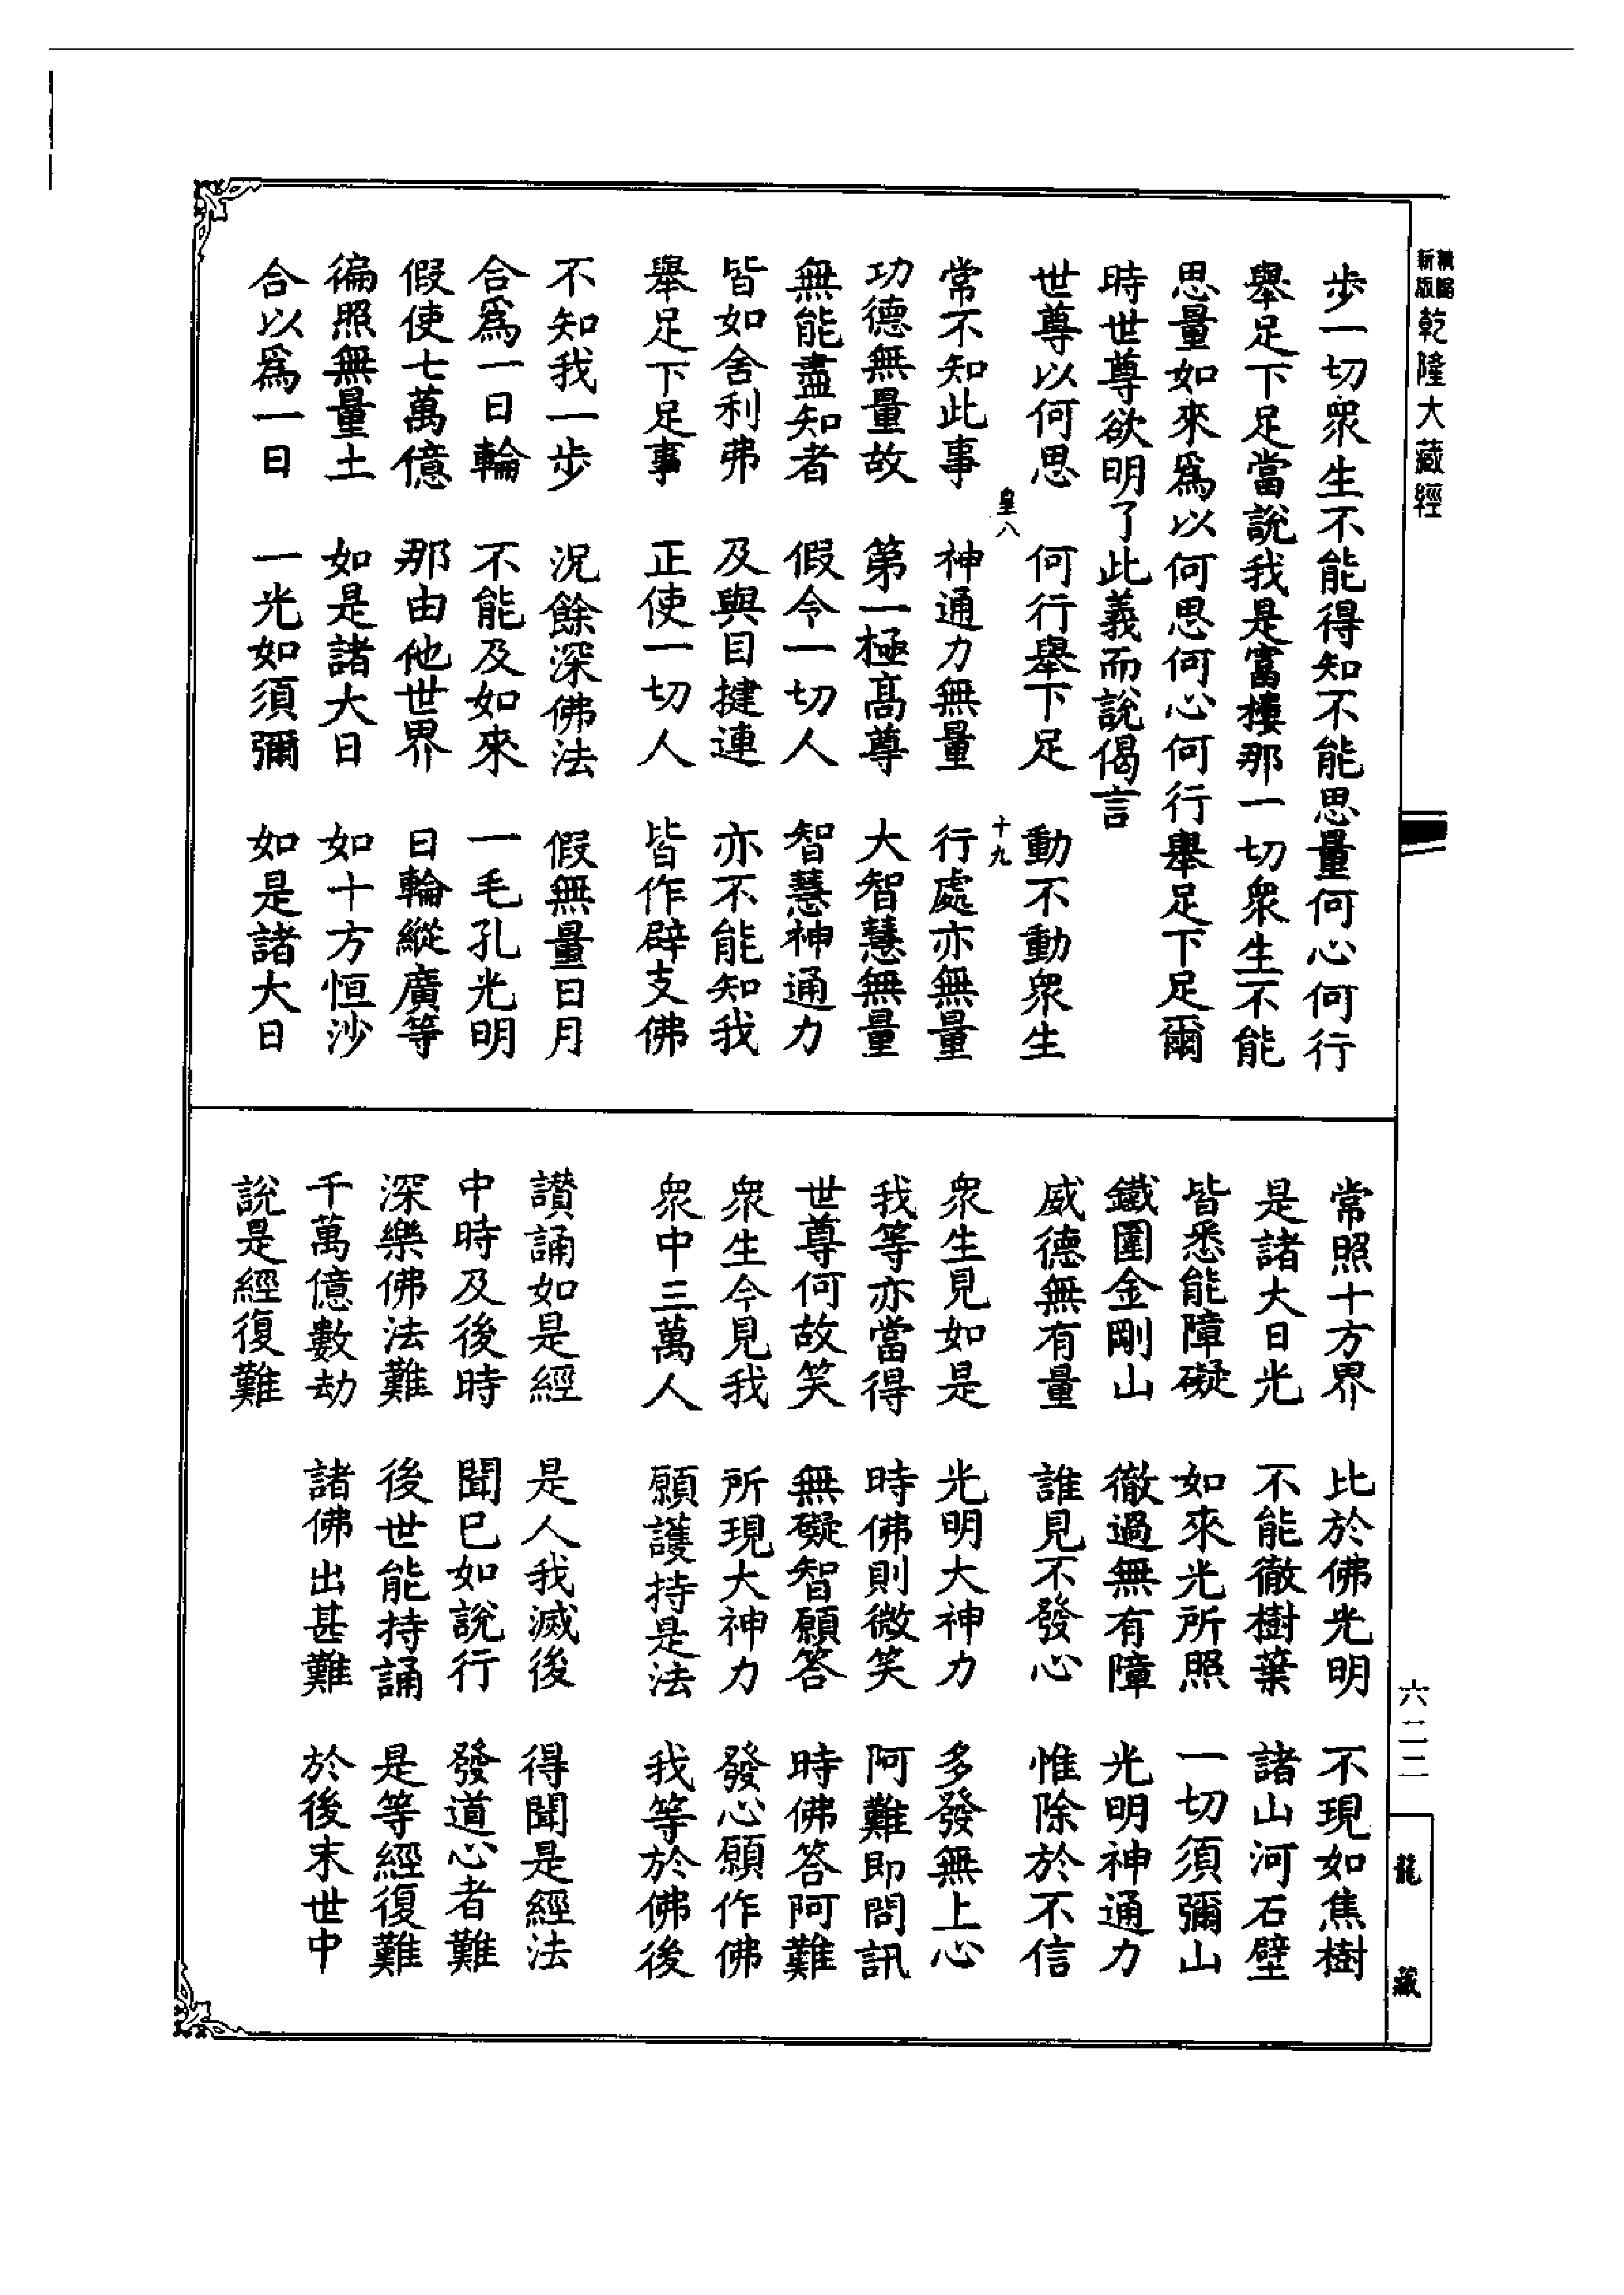 新版
乾隆大藏經
步一切衆生不能得知不能思量何心何行
舉足下足當說我是富樓那一切衆生不能
思量如來爲以何思何心何行舉足下足爾
時世尊欲明了此義而說偈言
世尊以何思　何行舉下足　動不動衆生
皇八　十九
常不知此事　神通力無量　行處亦無量
功德無量故　第一極高尊　大智慧無量
無能盡知者　假令一切人　智慧神通力
皆如舍利弗　及與目揵連　亦不能知我
舉足下足事　正使一切人　皆作辟支佛
不知我一步　況餘深佛法　假無量日月
合爲一日輪　不能及如來　一毛孔光明
假使七萬億　那由他世界　日輪縱廣等
徧照無量土　如是諸大日　如十方恒沙
合以爲一日　一光如須彌　如是諸大日
常照十方界　比於佛光明　不現如焦樹
是諸大日光　不能徹樹葉　諸山河石壁
皆悉能障礙　如來光所照　一切須彌山
鐵圍金剛山　徹過無有障　光明神通力
威德無有量　誰見不發心　惟除於不信
衆生見如是　光明大神力　多發無上心
我等亦當得　時佛則微笑　阿難即問訊
世尊何故笑　無礙智願答　時佛答阿難
衆生今見我　所現大神力　發心願作佛
衆中三萬人　願護持是法　我等於佛後
讚誦如是經　是人我滅後　得聞是經法
中時及後時　聞已如說行　發道心者難
深樂佛法難　後世能持誦　是等經復難
千萬億數劫　諸佛出甚難　於後末世中
說是經復難
六二二
龍藏